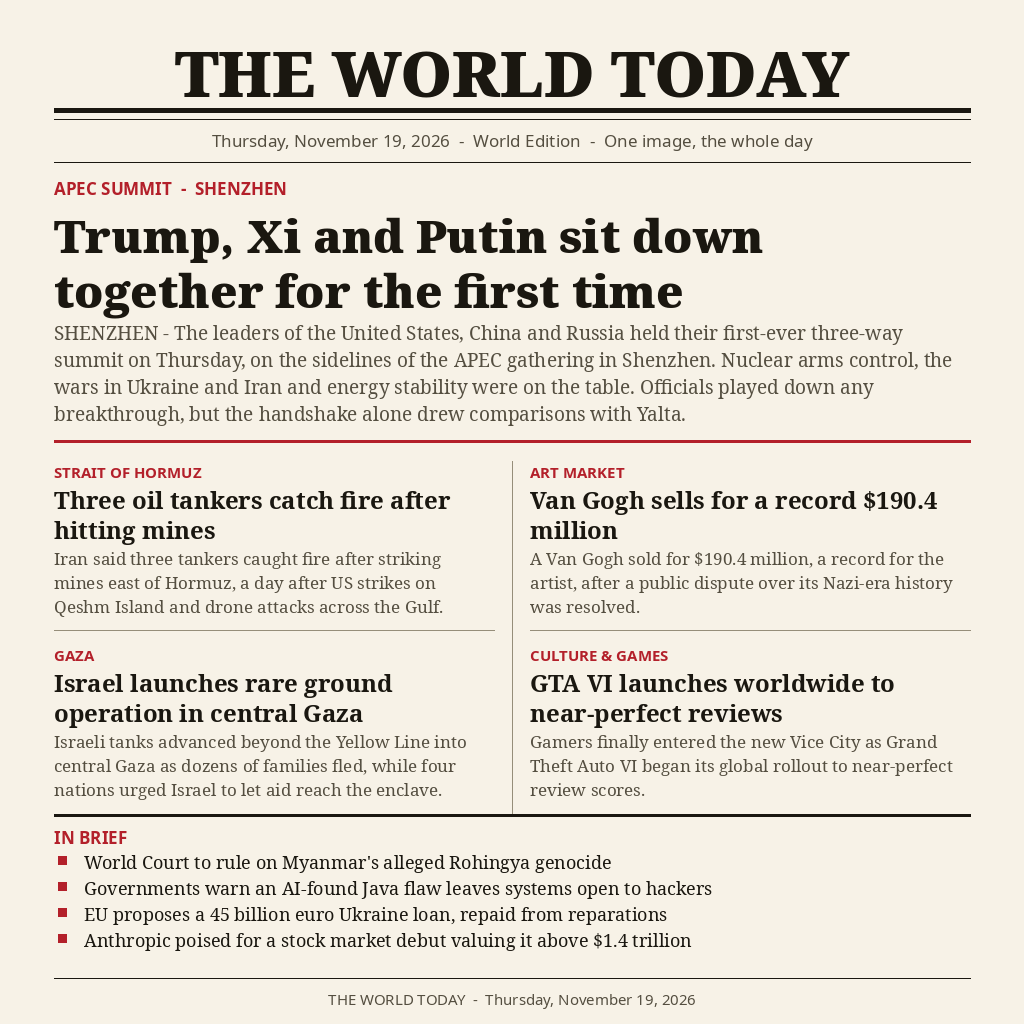 THE WORLD TODAY
Thursday, November 19, 2026 - World Edition - One image, the whole day
APEC SUMMIT - SHENZHEN
Trump, Xi and Putin sit down
together for the first time
SHENZHEN - The leaders of the United States, China and Russia held their first-ever three-way
summit on Thursday, on the sidelines of the APEC gathering in Shenzhen. Nuclear arms control, the
wars in Ukraine and Iran and energy stability were on the table. Officials played down any
breakthrough, but the handshake alone drew comparisons with Yalta.
STRAIT OF HORMUZ
Three oil tankers catch fire after
hitting mines
Iran said three tankers caught fire after striking
mines east of Hormuz, a day after US strikes on
Qeshm Island and drone attacks across the Gulf.
GAZA
Israel launches rare ground
operation in central Gaza
Israeli tanks advanced beyond the Yellow Line into
central Gaza as dozens of families fled, while four
nations urged Israel to let aid reach the enclave.
ART MARKET
Van Gogh sells for a record $190.4
million
A Van Gogh sold for $190.4 million, a record for the
artist, after a public dispute over its Nazi-era history
was resolved.
CULTURE & GAMES
GTA VI launches worldwide to
near-perfect reviews
Gamers finally entered the new Vice City as Grand
Theft Auto VI began its global rollout to near-perfect
review scores.
IN BRIEF
World Court to rule on Myanmar's alleged Rohingya genocide
Governments warn an AI-found Java flaw leaves systems open to hackers
EU proposes a 45 billion euro Ukraine loan, repaid from reparations
Anthropic poised for a stock market debut valuing it above $1.4 trillion
THE WORLD TODAY - Thursday, November 19, 2026